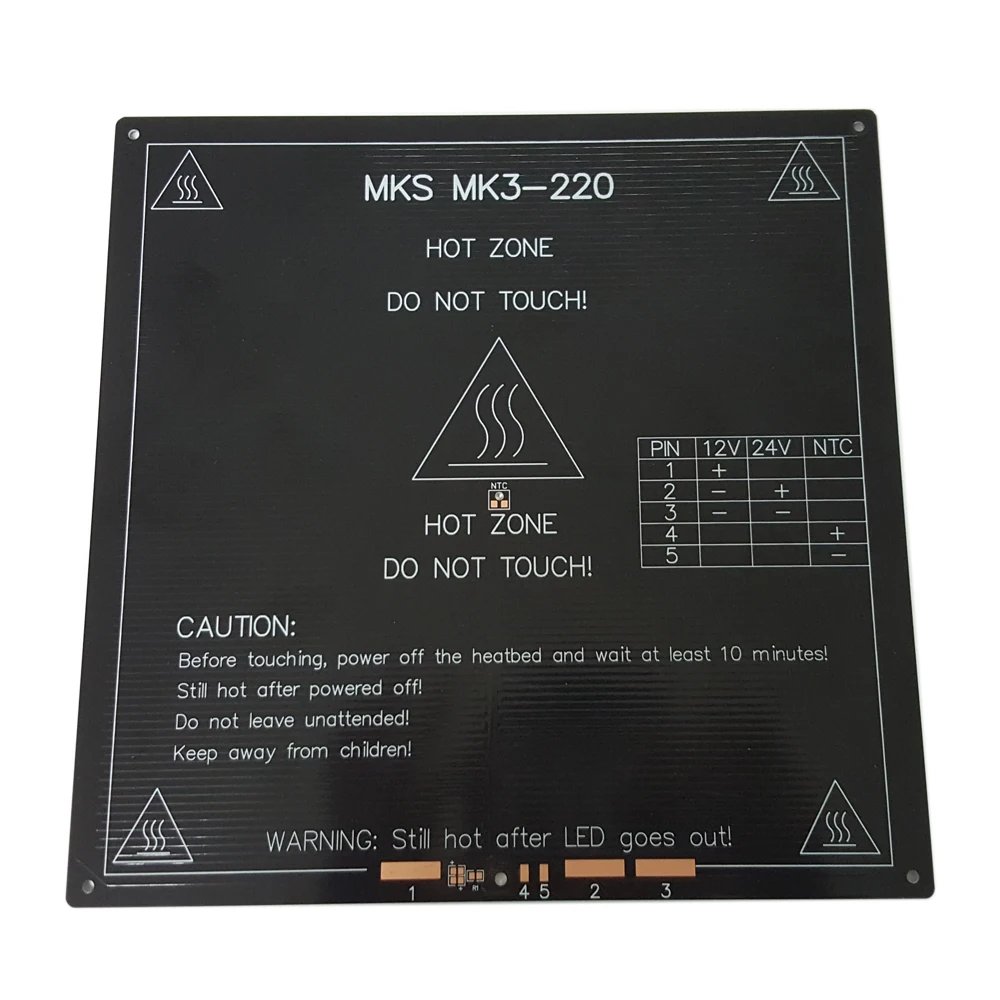 MKS MK3-220
HOT ZONE
DO NOT TOUCH!
PIN 12V 24V NTC
1 +
2 - +
3 - -
4 +
5 -
NTC
HOT ZONE
DO NOT TOUCH!
CAUTION:
Before touching, power off the heatbed and wait at least 10 minutes!
Still hot after powered off!
Do not leave unattended!
Keep away from children!
WARNING: Still hot after LED goes out!
+
+ R1
1 4 5 2 3